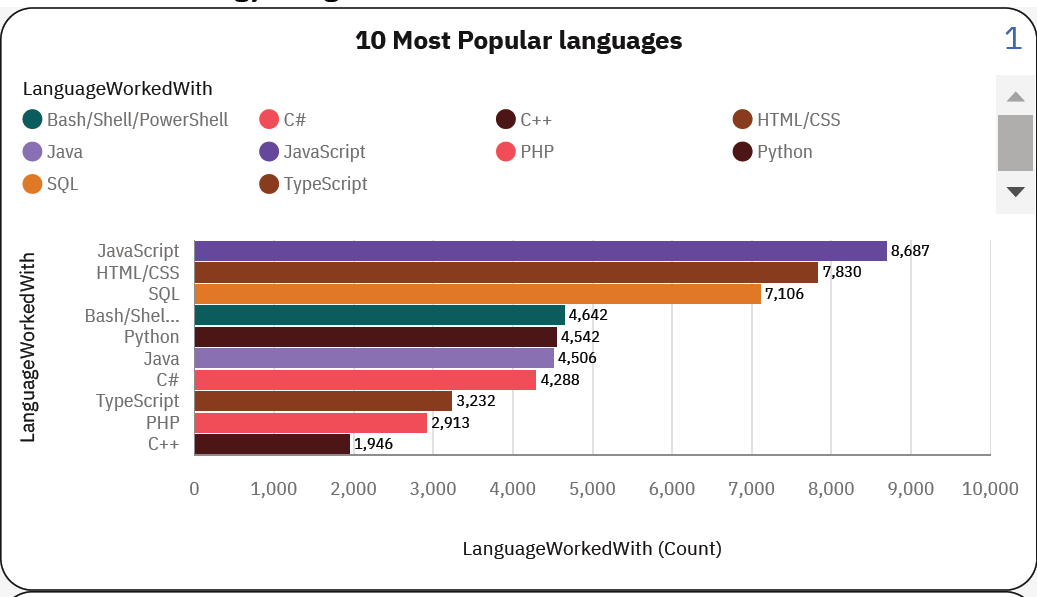 10 Most Popular languages
1
LanguageWorkedWith
Bash/Shell/PowerShell C# C++ HTML/CSS
Java JavaScript PHP Python
SQL TypeScript
LanguageWorkedWith
JavaScript 8,687
HTML/CSS 7,830
SQL 7,106
Bash/Shel... 4,642
Python 4,542
Java 4,506
C# 4,288
TypeScript 3,232
PHP 2,913
C++ 1,946
0 1,000 2,000 3,000 4,000 5,000 6,000 7,000 8,000 9,000 10,000
LanguageWorkedWith (Count)